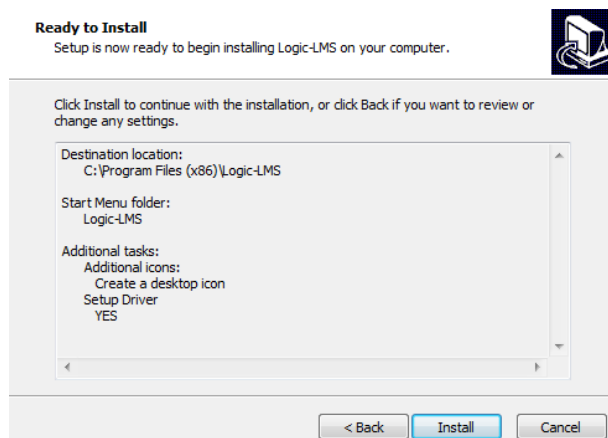 Ready to Install
Setup is now ready to begin installing Logic-LMS on your computer.
Click Install to continue with the installation, or click Back if you want to review or
change any settings.
Destination location:
C:\Program Files (x86)\Logic-LMS
Start Menu folder:
Logic-LMS
Additional tasks:
Additional icons:
Create a desktop icon
Setup Driver
YES
< Back Install Cancel